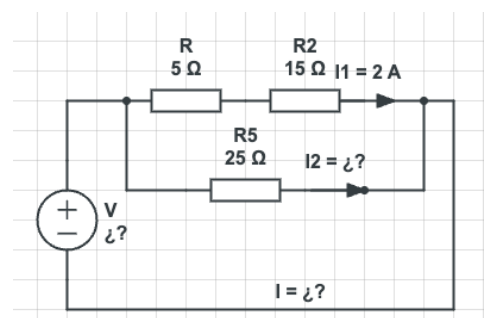 R R2
5 Ω 15 Ω I1 = 2 A
R5
25 Ω I2 = ¿?
+ V
− ¿?
I = ¿?